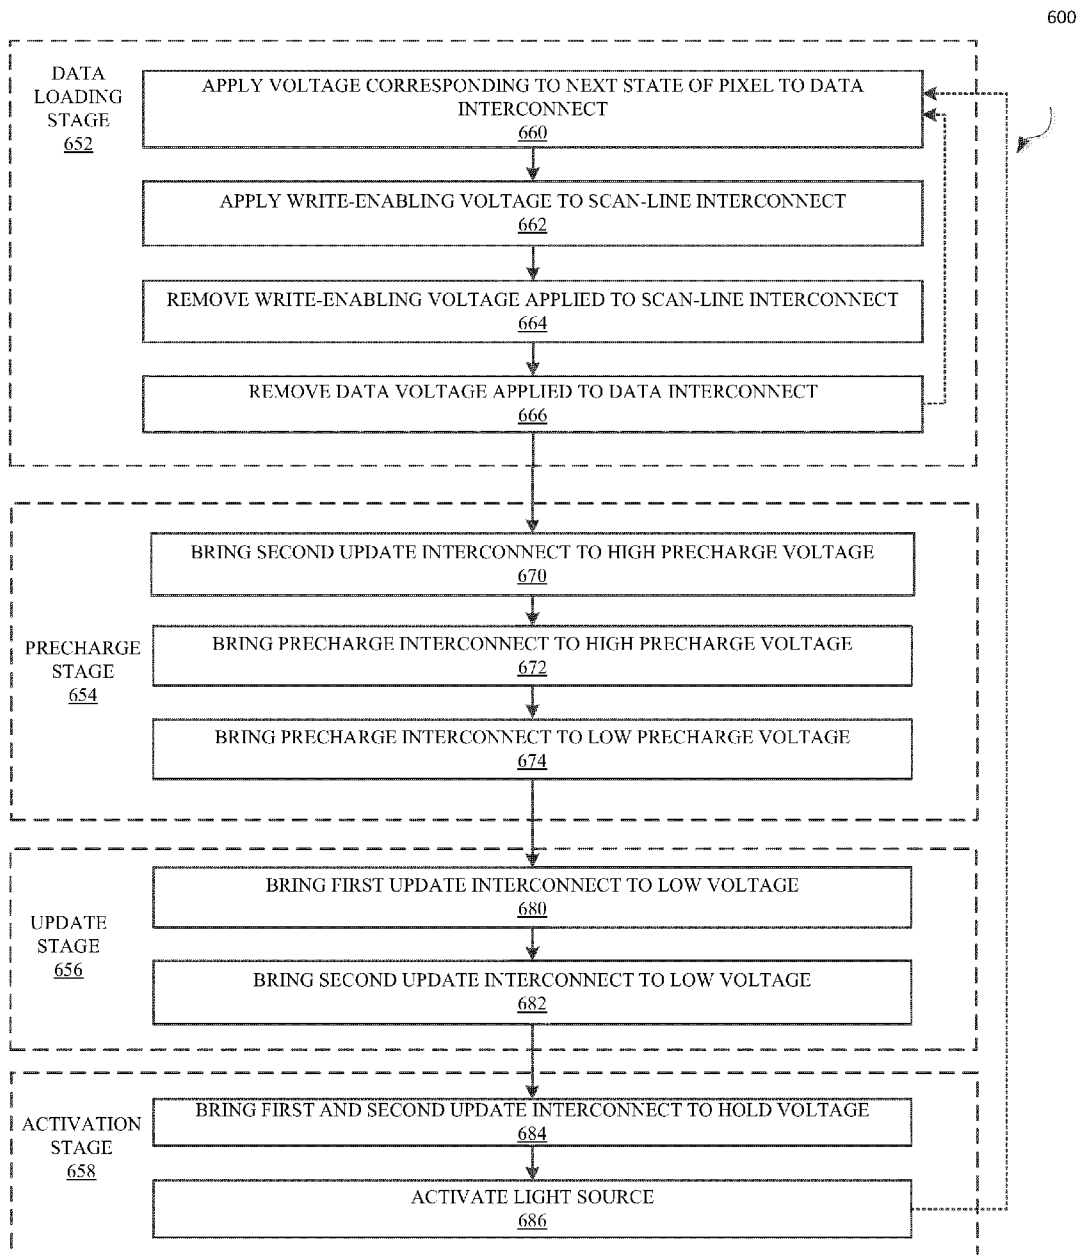 600
DATA
LOADING
STAGE
652
APPLY VOLTAGE CORRESPONDING TO NEXT STATE OF PIXEL TO DATA
INTERCONNECT
660
APPLY WRITE-ENABLING VOLTAGE TO SCAN-LINE INTERCONNECT
662
REMOVE WRITE-ENABLING VOLTAGE APPLIED TO SCAN-LINE INTERCONNECT
664
REMOVE DATA VOLTAGE APPLIED TO DATA INTERCONNECT
666
PRECHARGE
STAGE
654
BRING SECOND UPDATE INTERCONNECT TO HIGH PRECHARGE VOLTAGE
670
BRING PRECHARGE INTERCONNECT TO HIGH PRECHARGE VOLTAGE
672
BRING PRECHARGE INTERCONNECT TO LOW PRECHARGE VOLTAGE
674
UPDATE
STAGE
656
BRING FIRST UPDATE INTERCONNECT TO LOW VOLTAGE
680
BRING SECOND UPDATE INTERCONNECT TO LOW VOLTAGE
682
ACTIVATION
STAGE
658
BRING FIRST AND SECOND UPDATE INTERCONNECT TO HOLD VOLTAGE
684
ACTIVATE LIGHT SOURCE
686